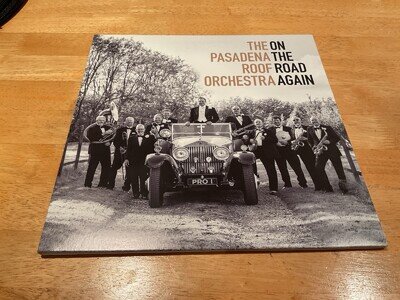 THE ON
PASADENA THE
ROOF ROAD
ORCHESTRA AGAIN
PRO 1